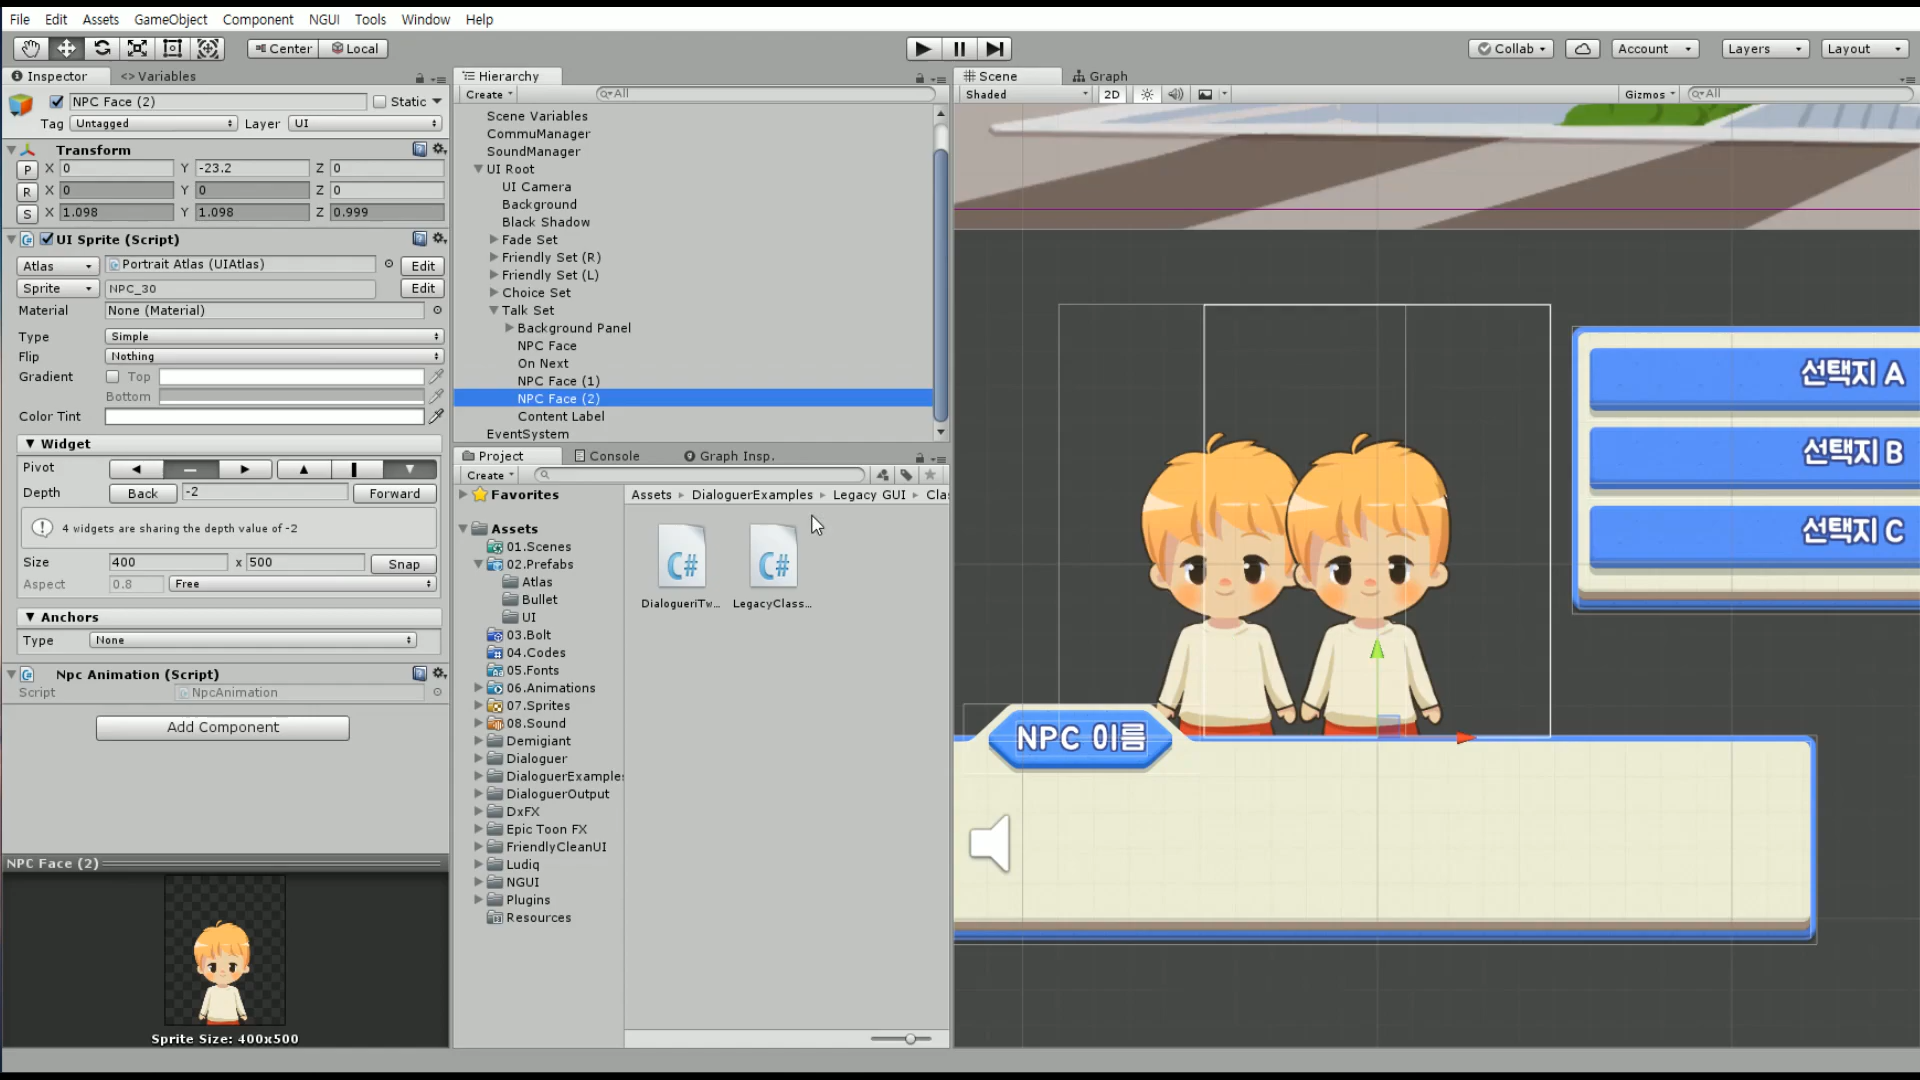 File Edit Assets GameObject Component NGUI Tools Window Help
Center Local Collab Account Layers Layout
Inspector <> Variables
NPC Face (2) Static
Tag Untagged Layer UI
Transform
P X 0 Y -23.2 Z 0
R X 0 Y 0 Z 0
S X 1.098 Y 1.098 Z 0.999
UI Sprite (Script)
Atlas Portrait Atlas (UIAtlas) Edit
Sprite NPC_30 Edit
Material None (Material)
Type Simple
Flip Nothing
Gradient Top
Bottom
Color Tint
Widget
Pivot
Depth Back -2 Forward
4 widgets are sharing the depth value of -2
Size 400 x 500 Snap
Aspect 0.8 Free
Anchors
Type None
Npc Animation (Script)
Script NpcAnimation
Add Component
NPC Face (2)
Sprite Size: 400x500
Hierarchy
Create All
Scene Variables
CommuManager
SoundManager
UI Root
UI Camera
Background
Black Shadow
Fade Set
Friendly Set (R)
Friendly Set (L)
Choice Set
Talk Set
Background Panel
NPC Face
On Next
NPC Face (1)
NPC Face (2)
Content Label
EventSystem
Project Console Graph Insp.
Create
Favorites
Assets
01.Scenes
02.Prefabs
Atlas
Bullet
UI
03.Bolt
04.Codes
05.Fonts
06.Animations
07.Sprites
08.Sound
Demigiant
Dialoguer
DialoguerExamples
DialoguerOutput
DxFX
Epic Toon FX
FriendlyCleanUI
Ludiq
NGUI
Plugins
Resources
Assets DialoguerExamples Legacy GUI Clas
C# C#
DialogueriTw... LegacyClass...
Scene Graph
Shaded 2D Gizmos All
선택지 A
선택지 B
선택지 C
NPC 이름